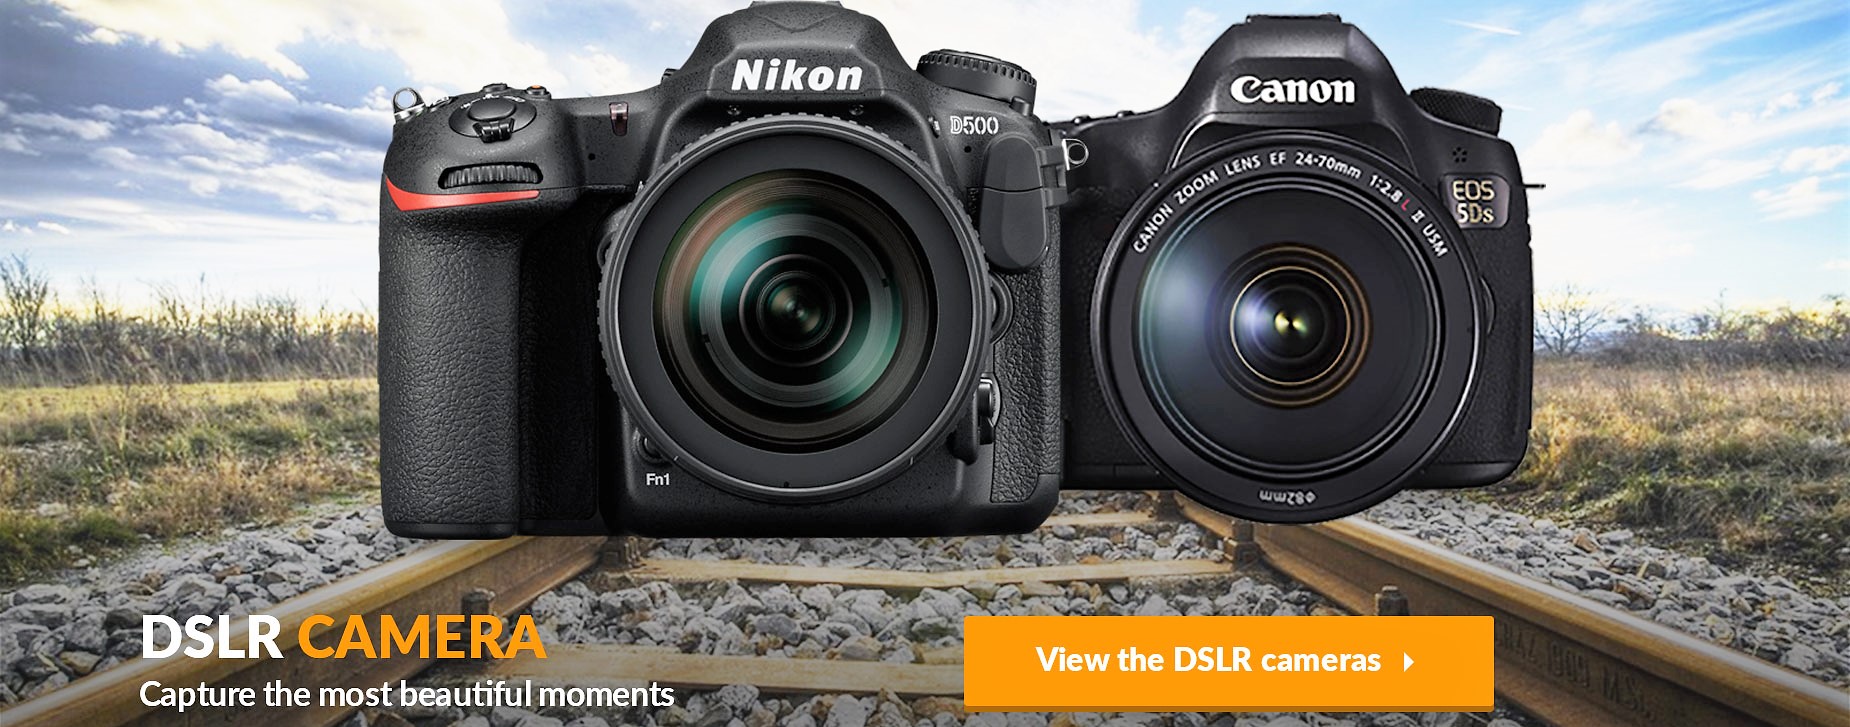 Nikon
D500
Fn1
Canon
EOS
5Ds
CANON ZOOM LENS EF 24-70mm 1:2.8 L II USM
ø82mm
DSLR CAMERA
Capture the most beautiful moments
View the DSLR cameras